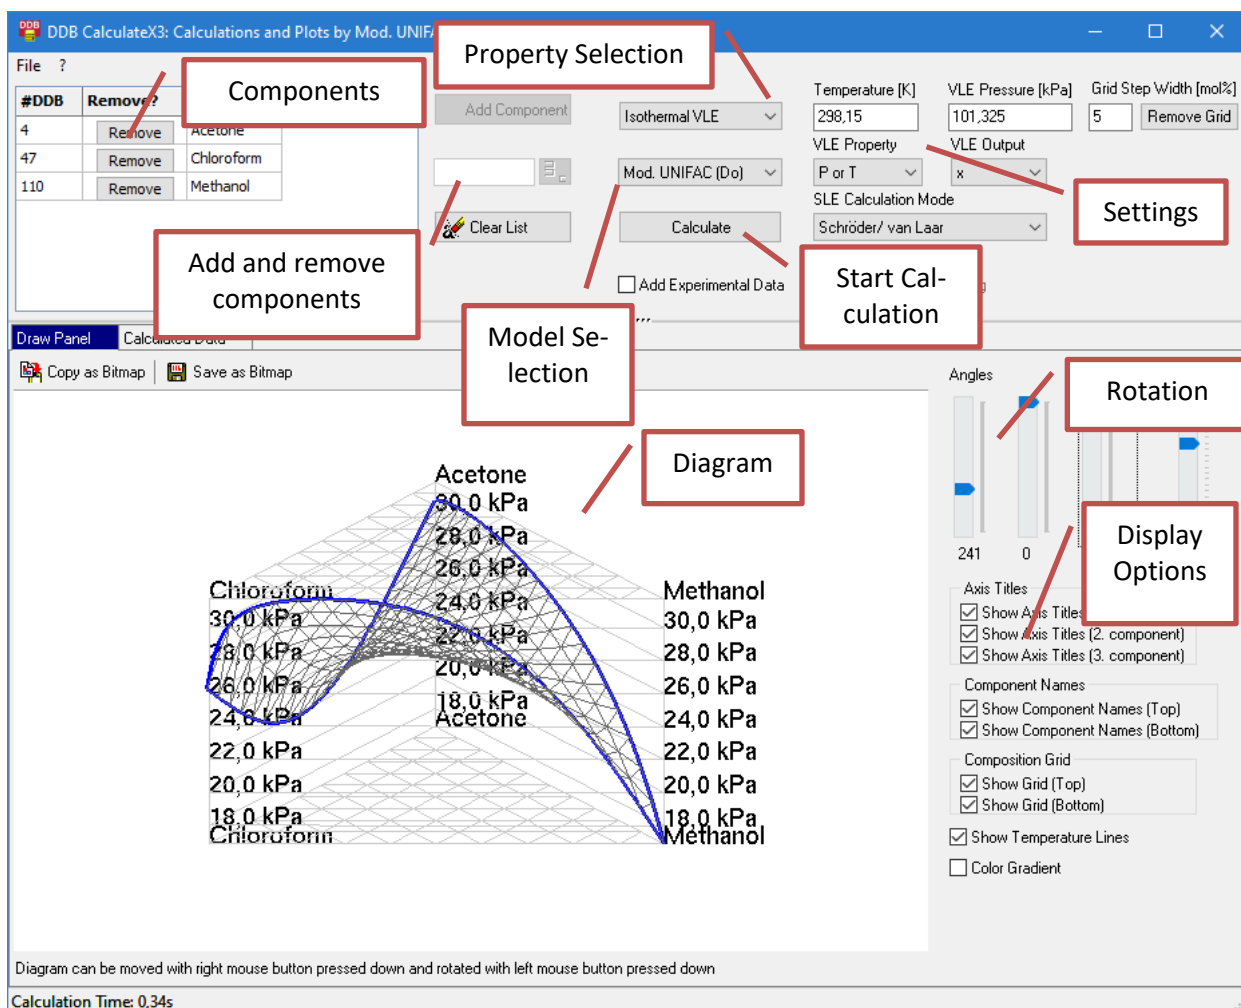 DDB CalculateX3: Calculations and Plots by Mod. UNIF
Property Selection
File ?
Components
#DDB Remove?
4 Remove Acetone
47 Remove Chloroform
110 Remove Methanol
Add Component
Isothermal VLE
Mod. UNIFAC (Do)
Clear List
Calculate
Add Experimental Data
Temperature [K] VLE Pressure [kPa] Grid Step Width [mol%]
298,15 101,325 5 Remove Grid
VLE Property VLE Output
P or T x
SLE Calculation Mode
Schröder/ van Laar
Settings
Add and remove
components
Model Se-
lection
Start Cal-
culation
Draw Panel Calculated Data
Copy as Bitmap Save as Bitmap
Diagram
Angles
Rotation
241 0
Display
Options
Acetone
30,0 kPa
28,0 kPa
26,0 kPa
24,0 kPa
22,0 kPa
20,0 kPa
18,0 kPa
Acetone
Chloroform
30,0 kPa
28,0 kPa
26,0 kPa
24,0 kPa
22,0 kPa
20,0 kPa
18,0 kPa
Chloroform
Methanol
30,0 kPa
28,0 kPa
26,0 kPa
24,0 kPa
22,0 kPa
20,0 kPa
18,0 kPa
Methanol
Axis Titles
Show Axis Titles
Show Axis Titles (2. component)
Show Axis Titles (3. component)
Component Names
Show Component Names (Top)
Show Component Names (Bottom)
Composition Grid
Show Grid (Top)
Show Grid (Bottom)
Show Temperature Lines
Color Gradient
Diagram can be moved with right mouse button pressed down and rotated with left mouse button pressed down
Calculation Time: 0,34s